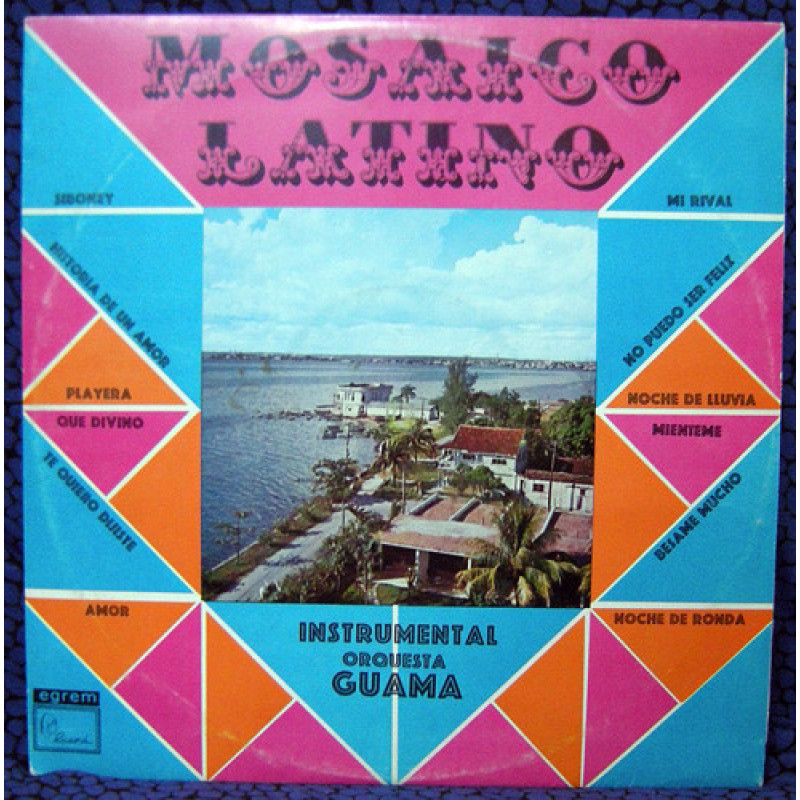 MOSAICO
LATINO
SIBONEY
MI RIVAL
HISTORIA DE UN AMOR
NO PUEDO SER FELIZ
PLAYERA
NOCHE DE LLUVIA
QUE DIVINO
MIENTEME
TE QUIERO DIJISTE
BESAME MUCHO
AMOR
NOCHE DE RONDA
INSTRUMENTAL
ORQUESTA
GUAMA
egrem